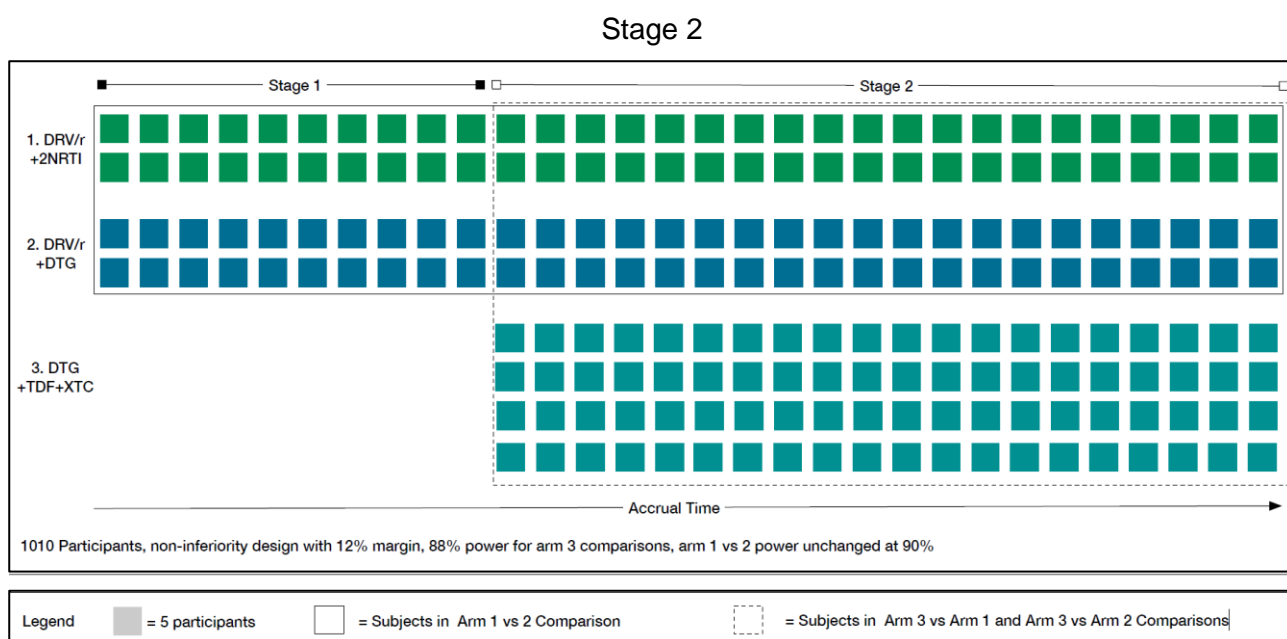 Stage 2
Stage 1
Stage 2
1. DRV/r
+2NRTI
2. DRV/r
+DTG
3. DTG
+TDF+XTC
Accrual Time
1010 Participants, non-inferiority design with 12% margin, 88% power for arm 3 comparisons, arm 1 vs 2 power unchanged at 90%
Legend
= 5 participants
= Subjects in Arm 1 vs 2 Comparison
= Subjects in Arm 3 vs Arm 1 and Arm 3 vs Arm 2 Comparisons